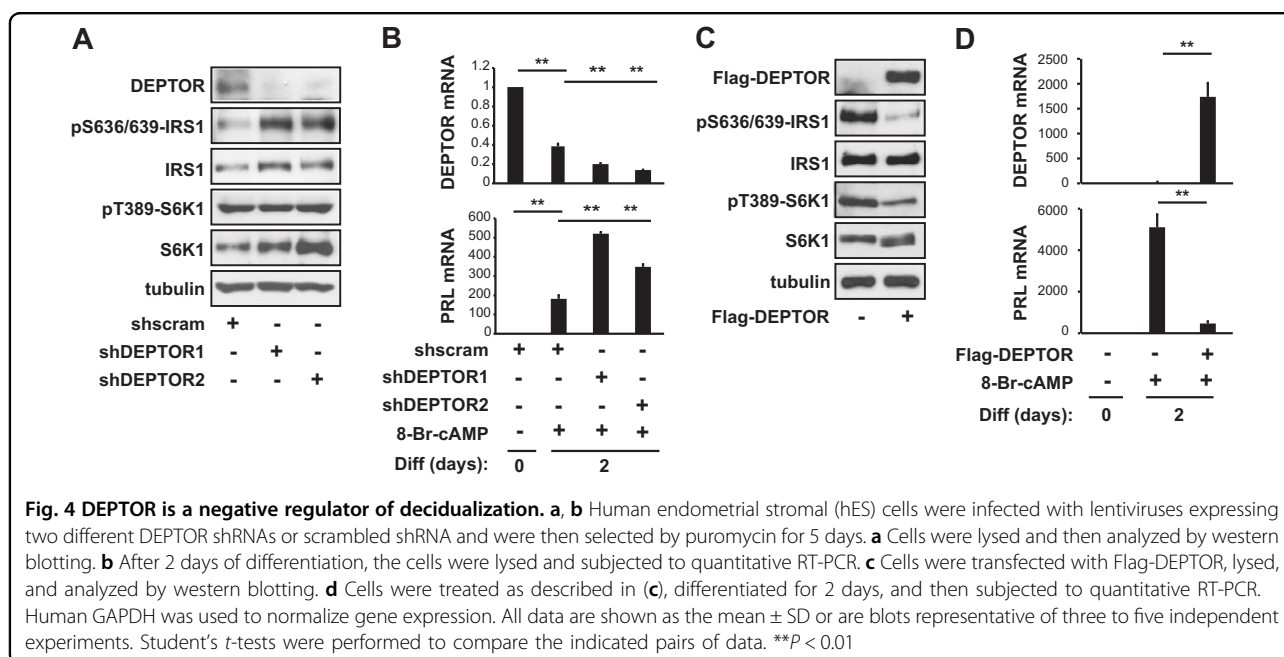 A
DEPTOR
pS636/639-IRS1
IRS1
pT389-S6K1
S6K1
tubulin
shscram + - -
shDEPTOR1 - + -
shDEPTOR2 - - +
B
** ** **
DEPTOR mRNA
1.2
1
0.8
0.6
0.4
0.2
0
** ** **
PRL mRNA
600
500
400
300
200
100
0
shscram + + - -
shDEPTOR1 - - + -
shDEPTOR2 - - - +
8-Br-cAMP - + + +
Diff (days): 0 2
C
Flag-DEPTOR
pS636/639-IRS1
IRS1
pT389-S6K1
S6K1
tubulin
Flag-DEPTOR - +
D
**
DEPTOR mRNA
2500
2000
1500
1000
500
0
**
PRL mRNA
6000
4000
2000
0
Flag-DEPTOR - - +
8-Br-cAMP - + +
Diff (days): 0 2
Fig. 4 DEPTOR is a negative regulator of decidualization. a, b Human endometrial stromal (hES) cells were infected with lentiviruses expressing
two different DEPTOR shRNAs or scrambled shRNA and were then selected by puromycin for 5 days. a Cells were lysed and then analyzed by western
blotting. b After 2 days of differentiation, the cells were lysed and subjected to quantitative RT-PCR. c Cells were transfected with Flag-DEPTOR, lysed,
and analyzed by western blotting. d Cells were treated as described in (c), differentiated for 2 days, and then subjected to quantitative RT-PCR.
Human GAPDH was used to normalize gene expression. All data are shown as the mean ± SD or are blots representative of three to five independent
experiments. Student's t-tests were performed to compare the indicated pairs of data. **P < 0.01